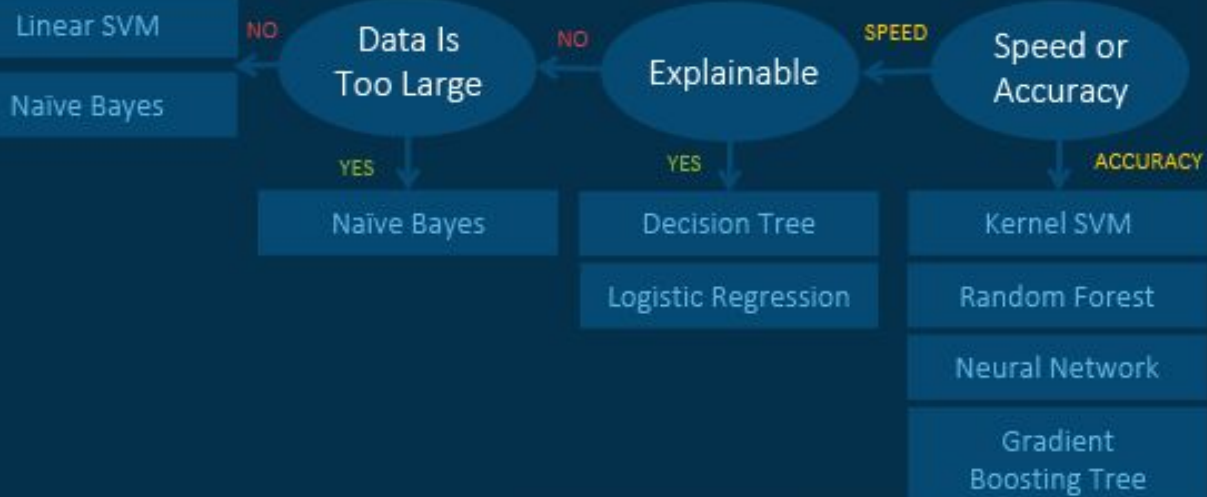 Linear SVM
Naïve Bayes
NO
Data Is
Too Large
YES
Naïve Bayes
NO
Explainable
YES
Decision Tree
Logistic Regression
SPEED
Speed or
Accuracy
ACCURACY
Kernel SVM
Random Forest
Neural Network
Gradient
Boosting Tree